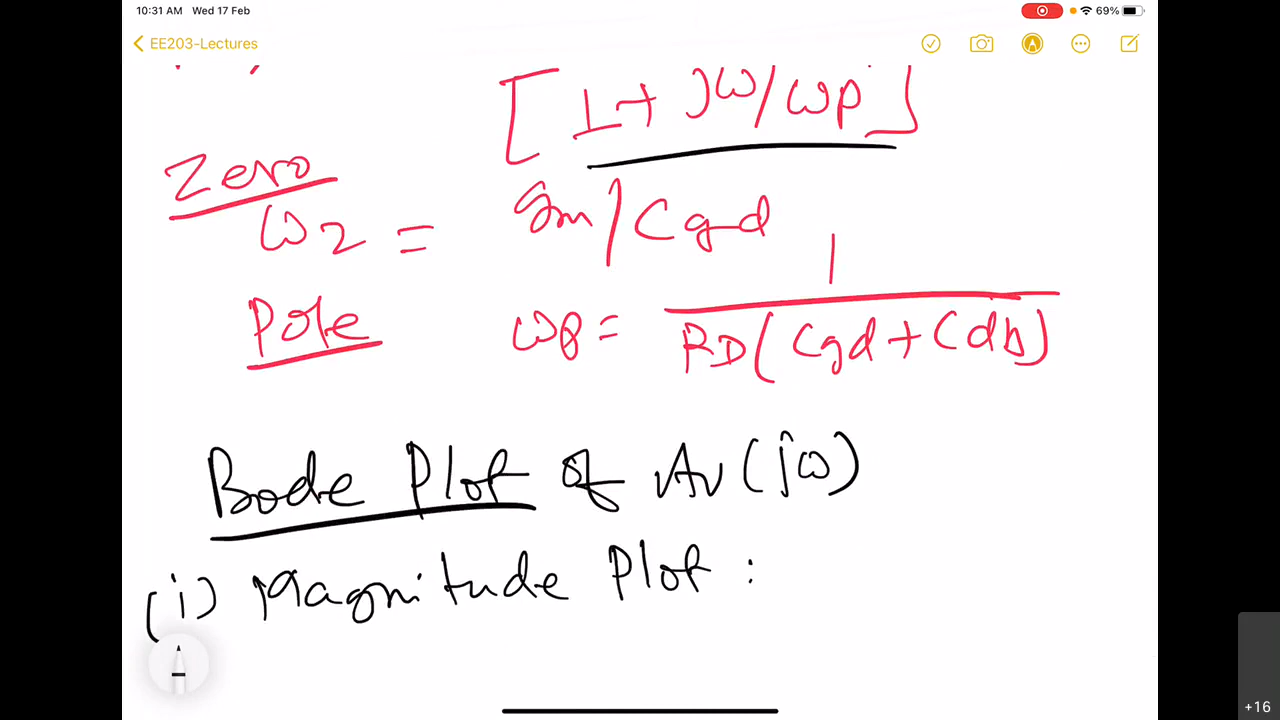 10:31 AM Wed 17 Feb
69%
EE203-Lectures
[1 + jω/ωp]
Zero
ωz = gm/Cgd
Pole ωp = 1
RD(Cgd + Cdb)
Bode Plot of Av(jω)
(i) Magnitude Plot :
+16